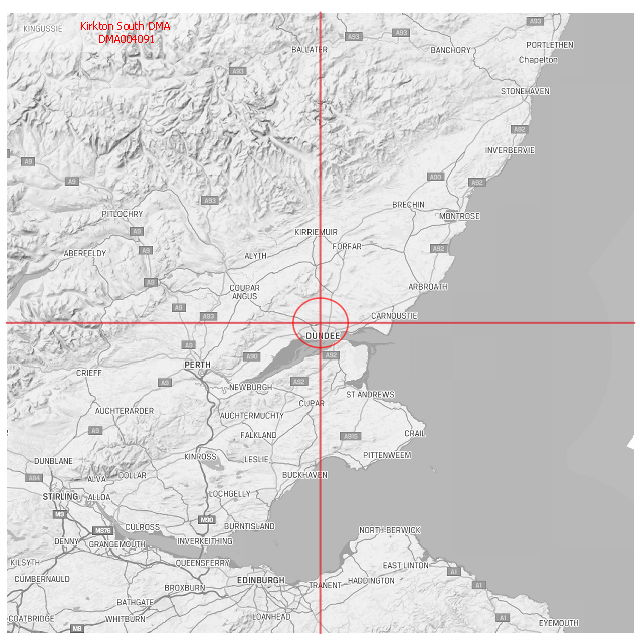 KINGUSSIE
Kirkton South DMA
DMA004091
A93
PORTLETHEN
A93
A93
BALLATER
BANCHORY
Chapelton
A93
STONEHAVEN
A92
INVERBERVIE
A9
A9
A90
A92
A93
BRECHIN
PITLOCHRY
MONTROSE
A9
KIRRIEMUIR
A9
FORFAR
A92
ABERFELDY
ALYTH
A9
COUPAR
ANGUS
ARBROATH
A9
A93
CARNOUSTIE
DUNDEE
A9
A90
A92
PERTH
CRIEFF
A9
A92
NEWBURGH
ST ANDREWS
CUPAR
AUCHTERARDER
AUCHTERMUCHTY
A9
FALKLAND
A915
CRAIL
KINROSS
LESLIE
PITTENWEEM
DUNBLANE
DOLLAR
BUCKHAVEN
A84
ALVA
STIRLING
ALLOA
LOCHGELLY
M9
M90
CULROSS
BURNTISLAND
M876
NORTH BERWICK
DENNY
GRANGEMOUTH
INVERKEITHING
KILSYTH
QUEENSFERRY
EAST LINTON
A1
CUMBERNAULD
EDINBURGH
HADDINGTON
BROXBURN
TRANENT
A1
BATHGATE
COATBRIDGE
WHITBURN
LOANHEAD
A1
EYEMOUTH
M8